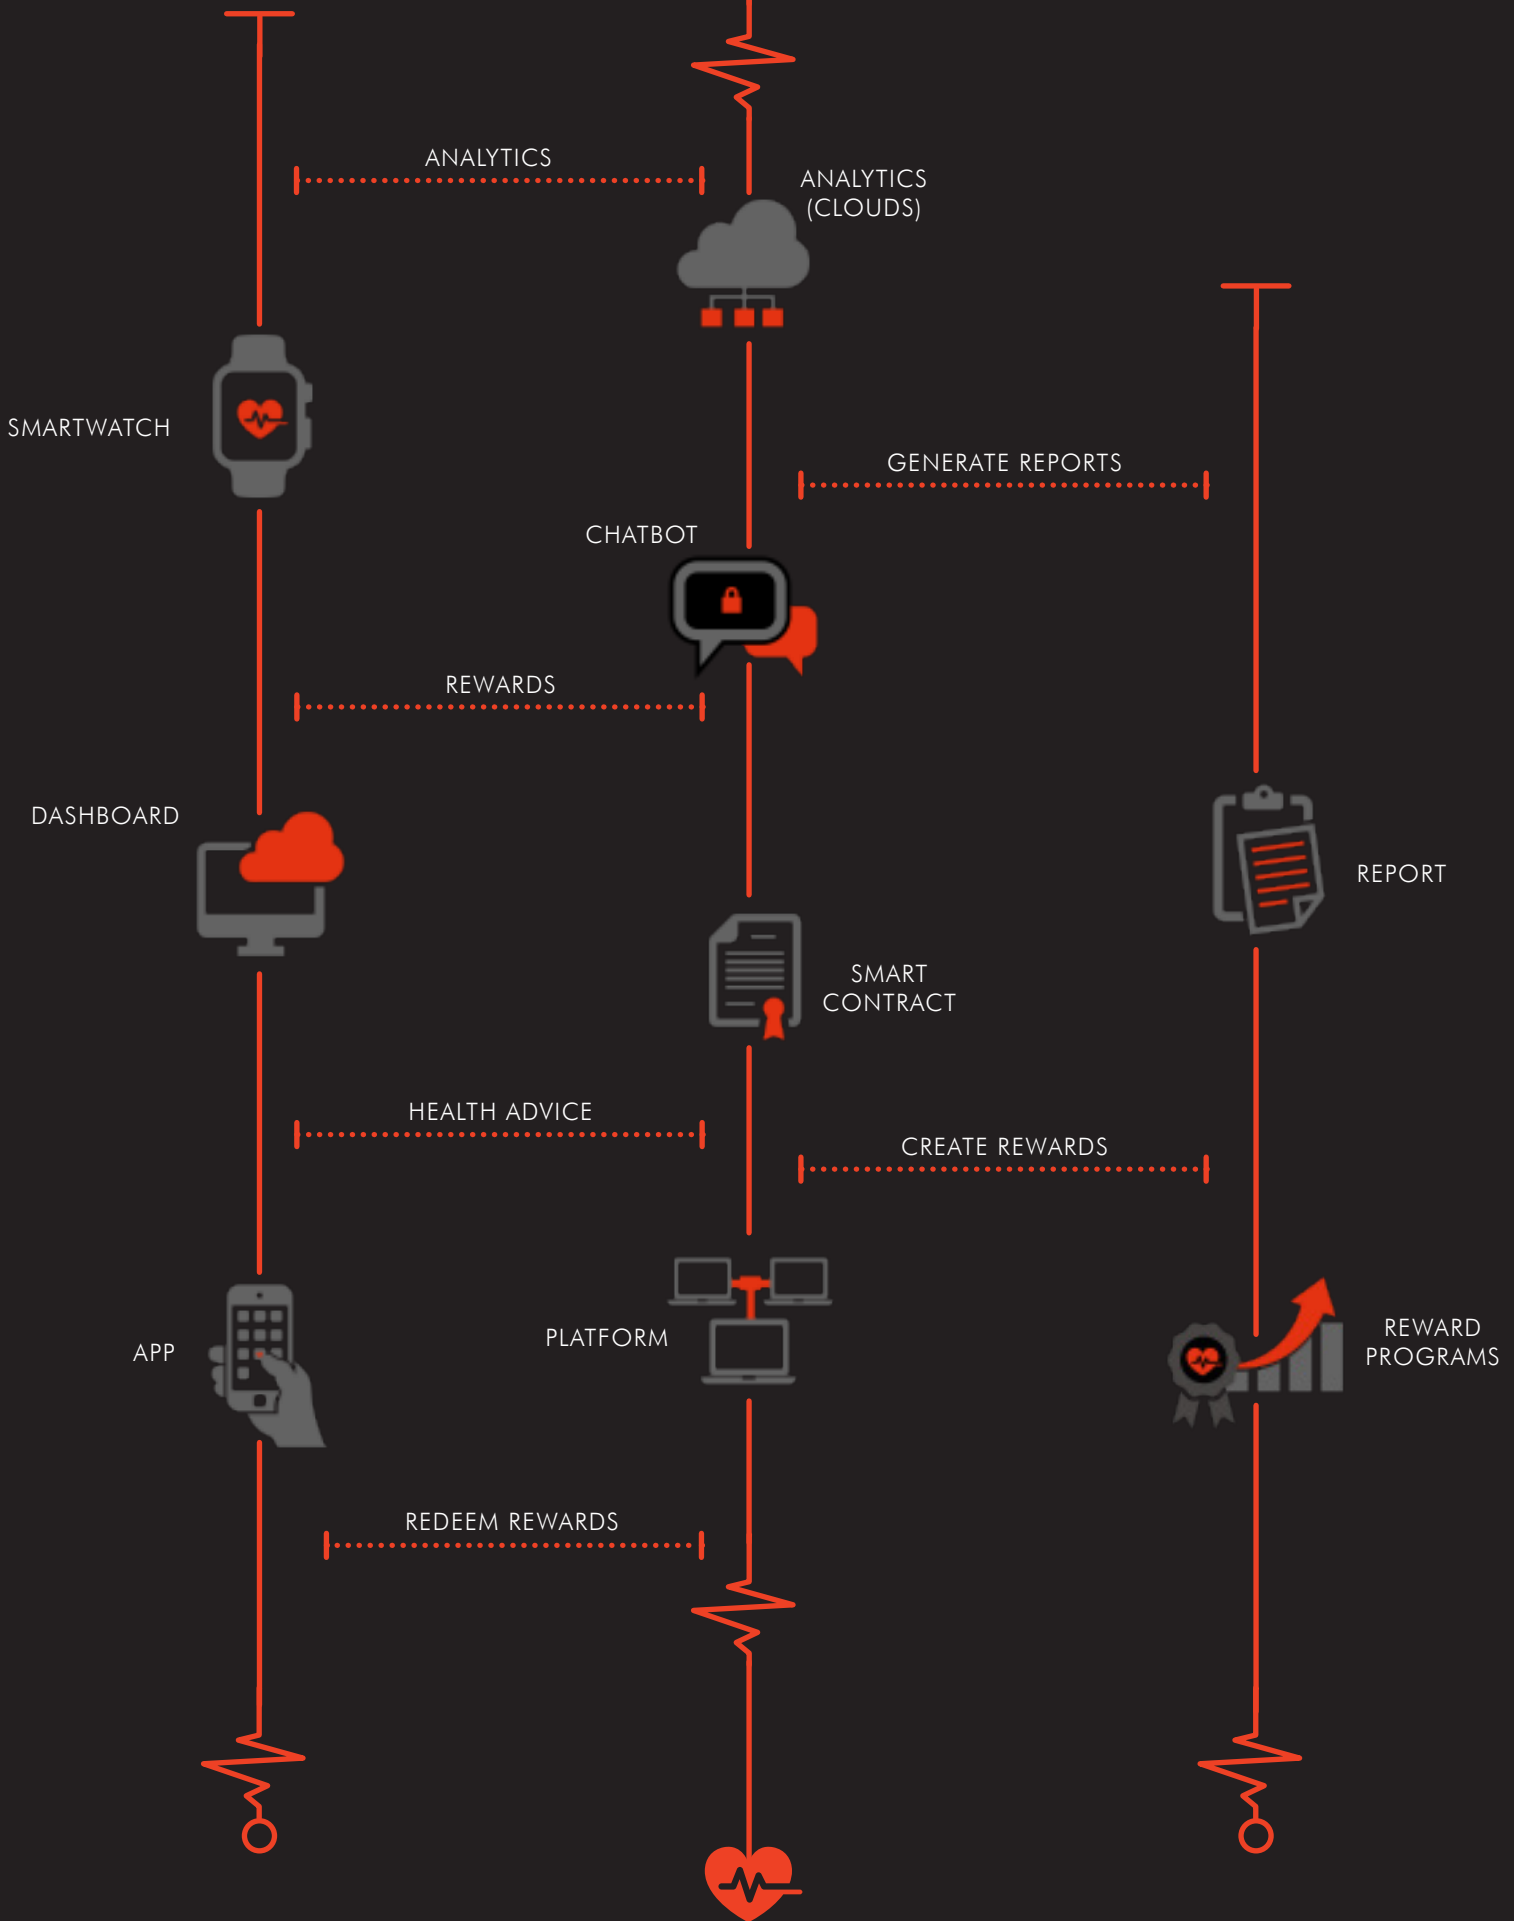 ANALYTICS
ANALYTICS
(CLOUDS)
SMARTWATCH
GENERATE REPORTS
CHATBOT
REWARDS
DASHBOARD
REPORT
SMART
CONTRACT
HEALTH ADVICE
CREATE REWARDS
PLATFORM
APP
REWARD
PROGRAMS
REDEEM REWARDS